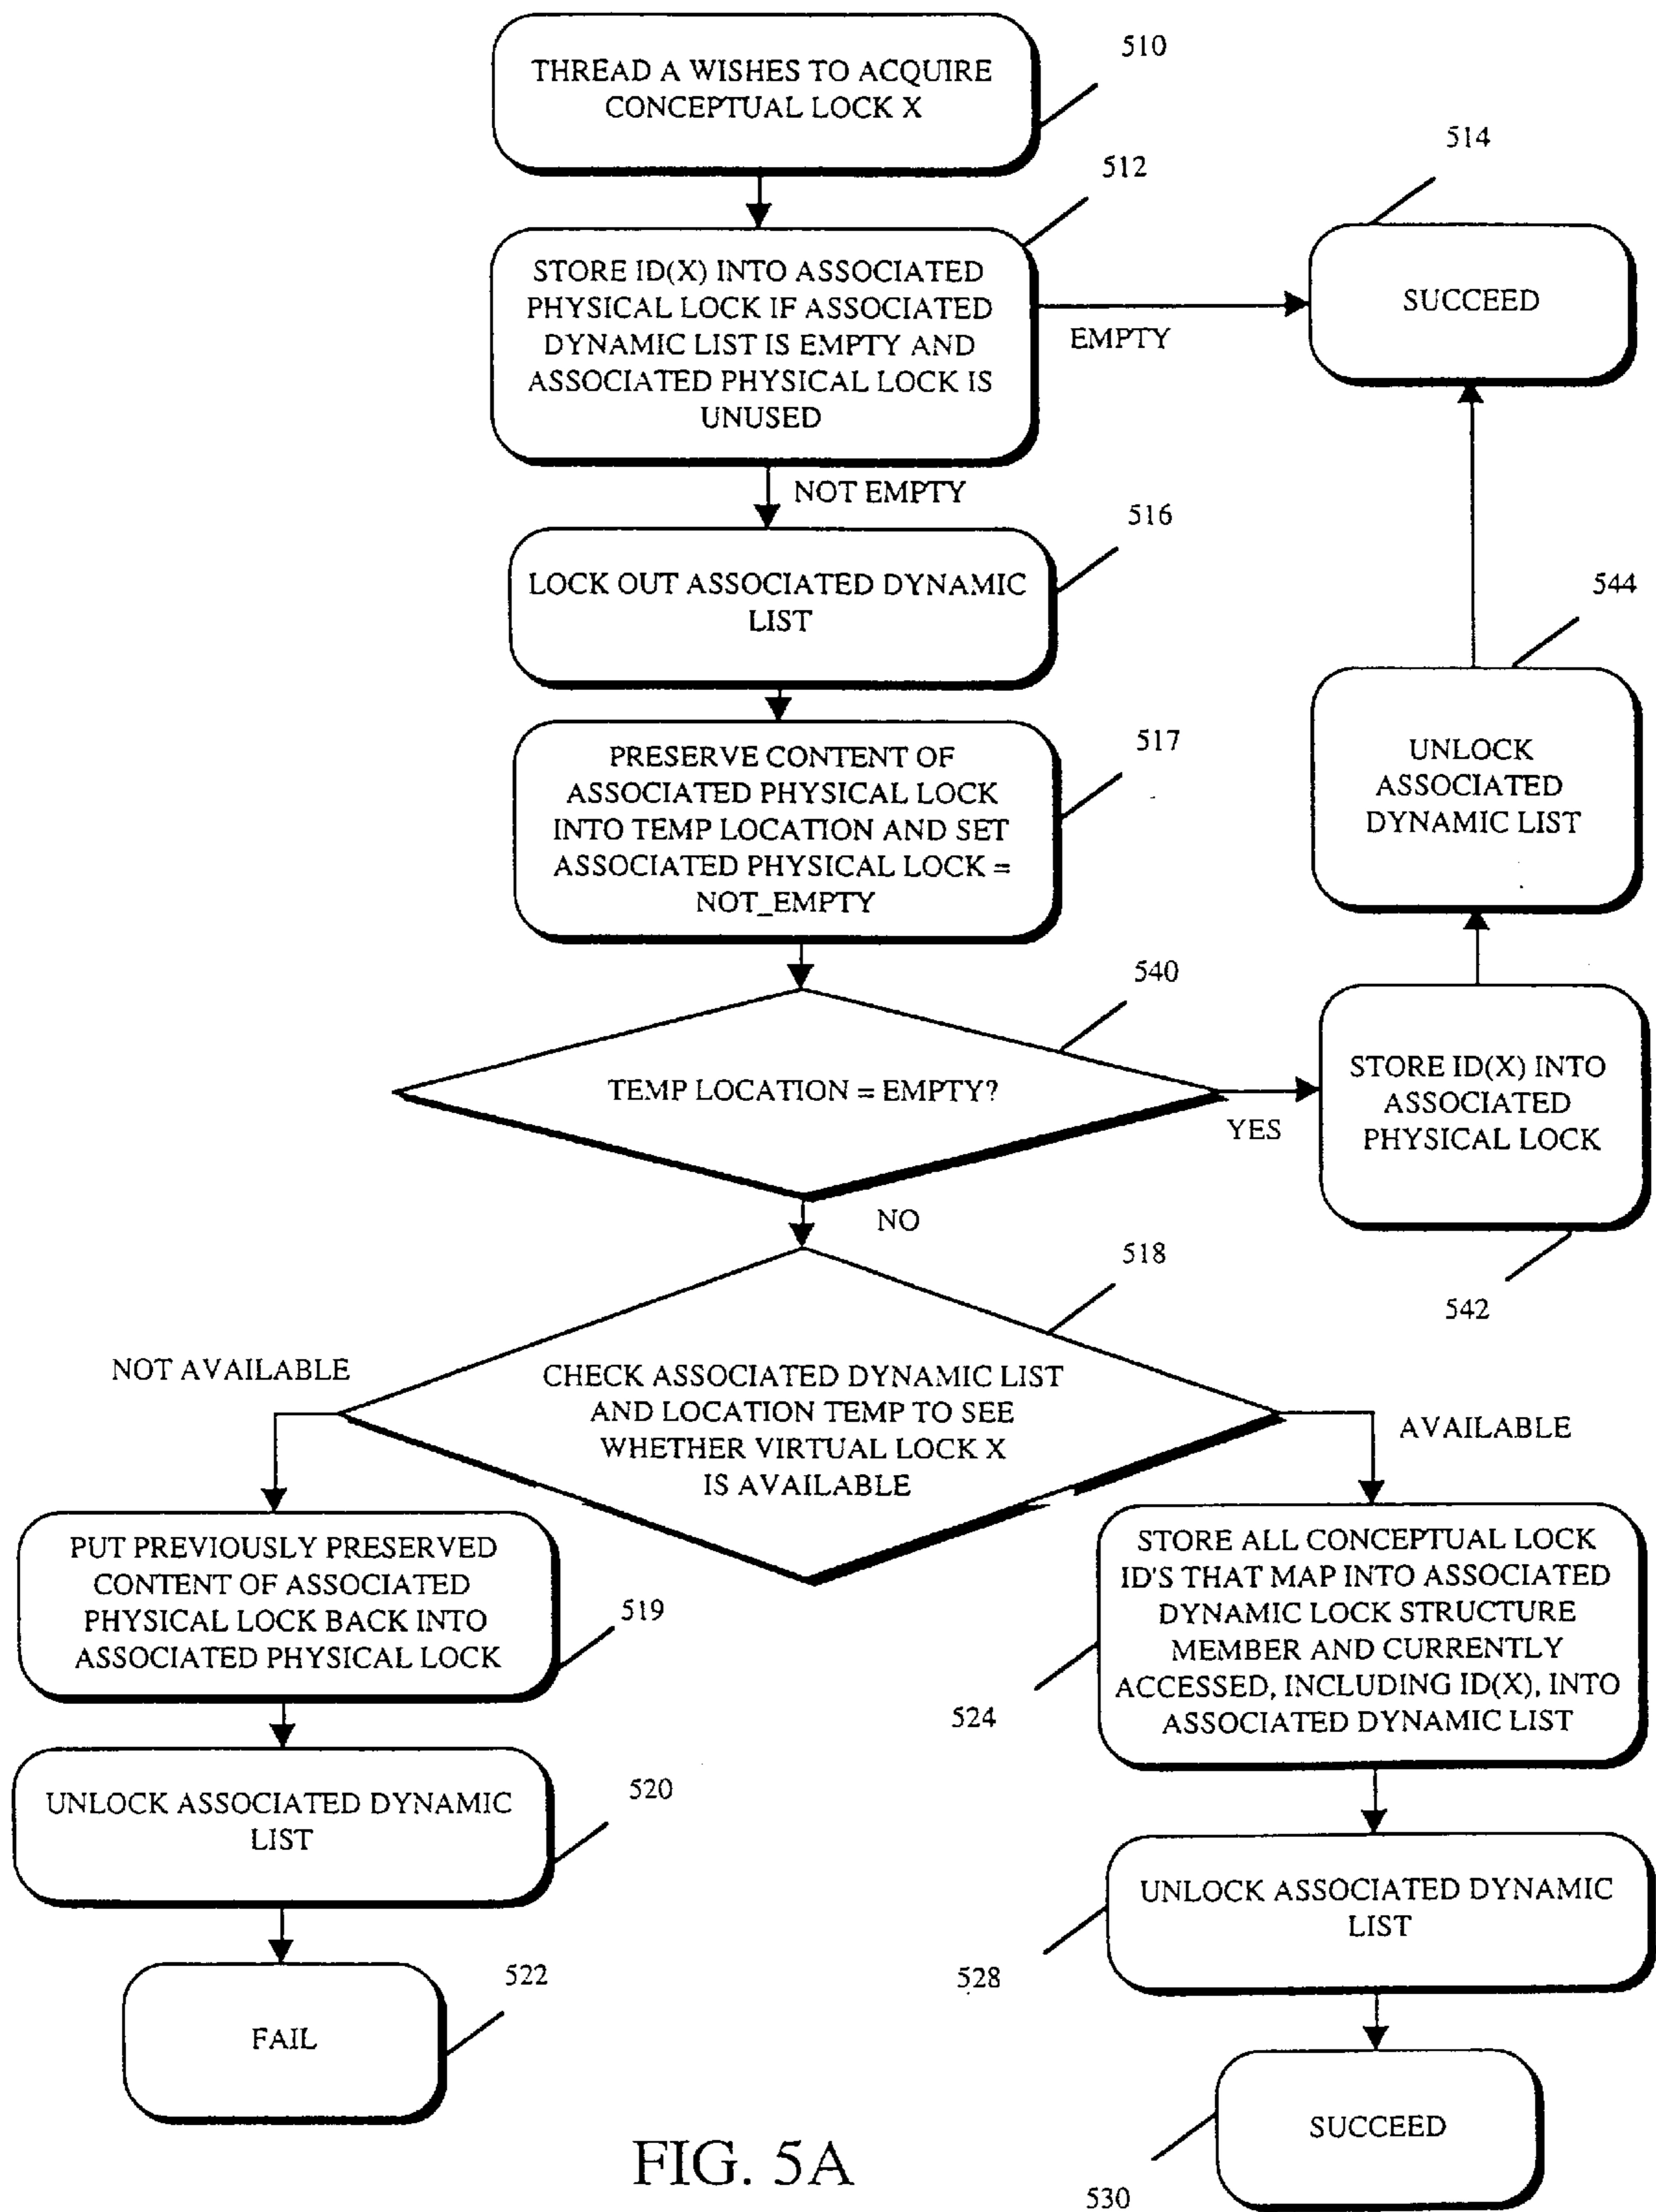 510
THREAD A WISHES TO ACQUIRE
CONCEPTUAL LOCK X
512
514
STORE ID(X) INTO ASSOCIATED
PHYSICAL LOCK IF ASSOCIATED
DYNAMIC LIST IS EMPTY AND
ASSOCIATED PHYSICAL LOCK IS
UNUSED
EMPTY
SUCCEED
NOT EMPTY
516
LOCK OUT ASSOCIATED DYNAMIC
LIST
544
517
PRESERVE CONTENT OF
ASSOCIATED PHYSICAL LOCK
INTO TEMP LOCATION AND SET
ASSOCIATED PHYSICAL LOCK =
NOT_EMPTY
UNLOCK
ASSOCIATED
DYNAMIC LIST
540
TEMP LOCATION = EMPTY?
YES
STORE ID(X) INTO
ASSOCIATED
PHYSICAL LOCK
542
NO
518
NOT AVAILABLE
CHECK ASSOCIATED DYNAMIC LIST
AND LOCATION TEMP TO SEE
WHETHER VIRTUAL LOCK X
IS AVAILABLE
AVAILABLE
PUT PREVIOUSLY PRESERVED
CONTENT OF ASSOCIATED
PHYSICAL LOCK BACK INTO
ASSOCIATED PHYSICAL LOCK
519
STORE ALL CONCEPTUAL LOCK
ID'S THAT MAP INTO ASSOCIATED
DYNAMIC LOCK STRUCTURE
MEMBER AND CURRENTLY
ACCESSED, INCLUDING ID(X), INTO
ASSOCIATED DYNAMIC LIST
524
UNLOCK ASSOCIATED DYNAMIC
LIST
520
UNLOCK ASSOCIATED DYNAMIC
LIST
528
FAIL
522
SUCCEED
530
FIG. 5A